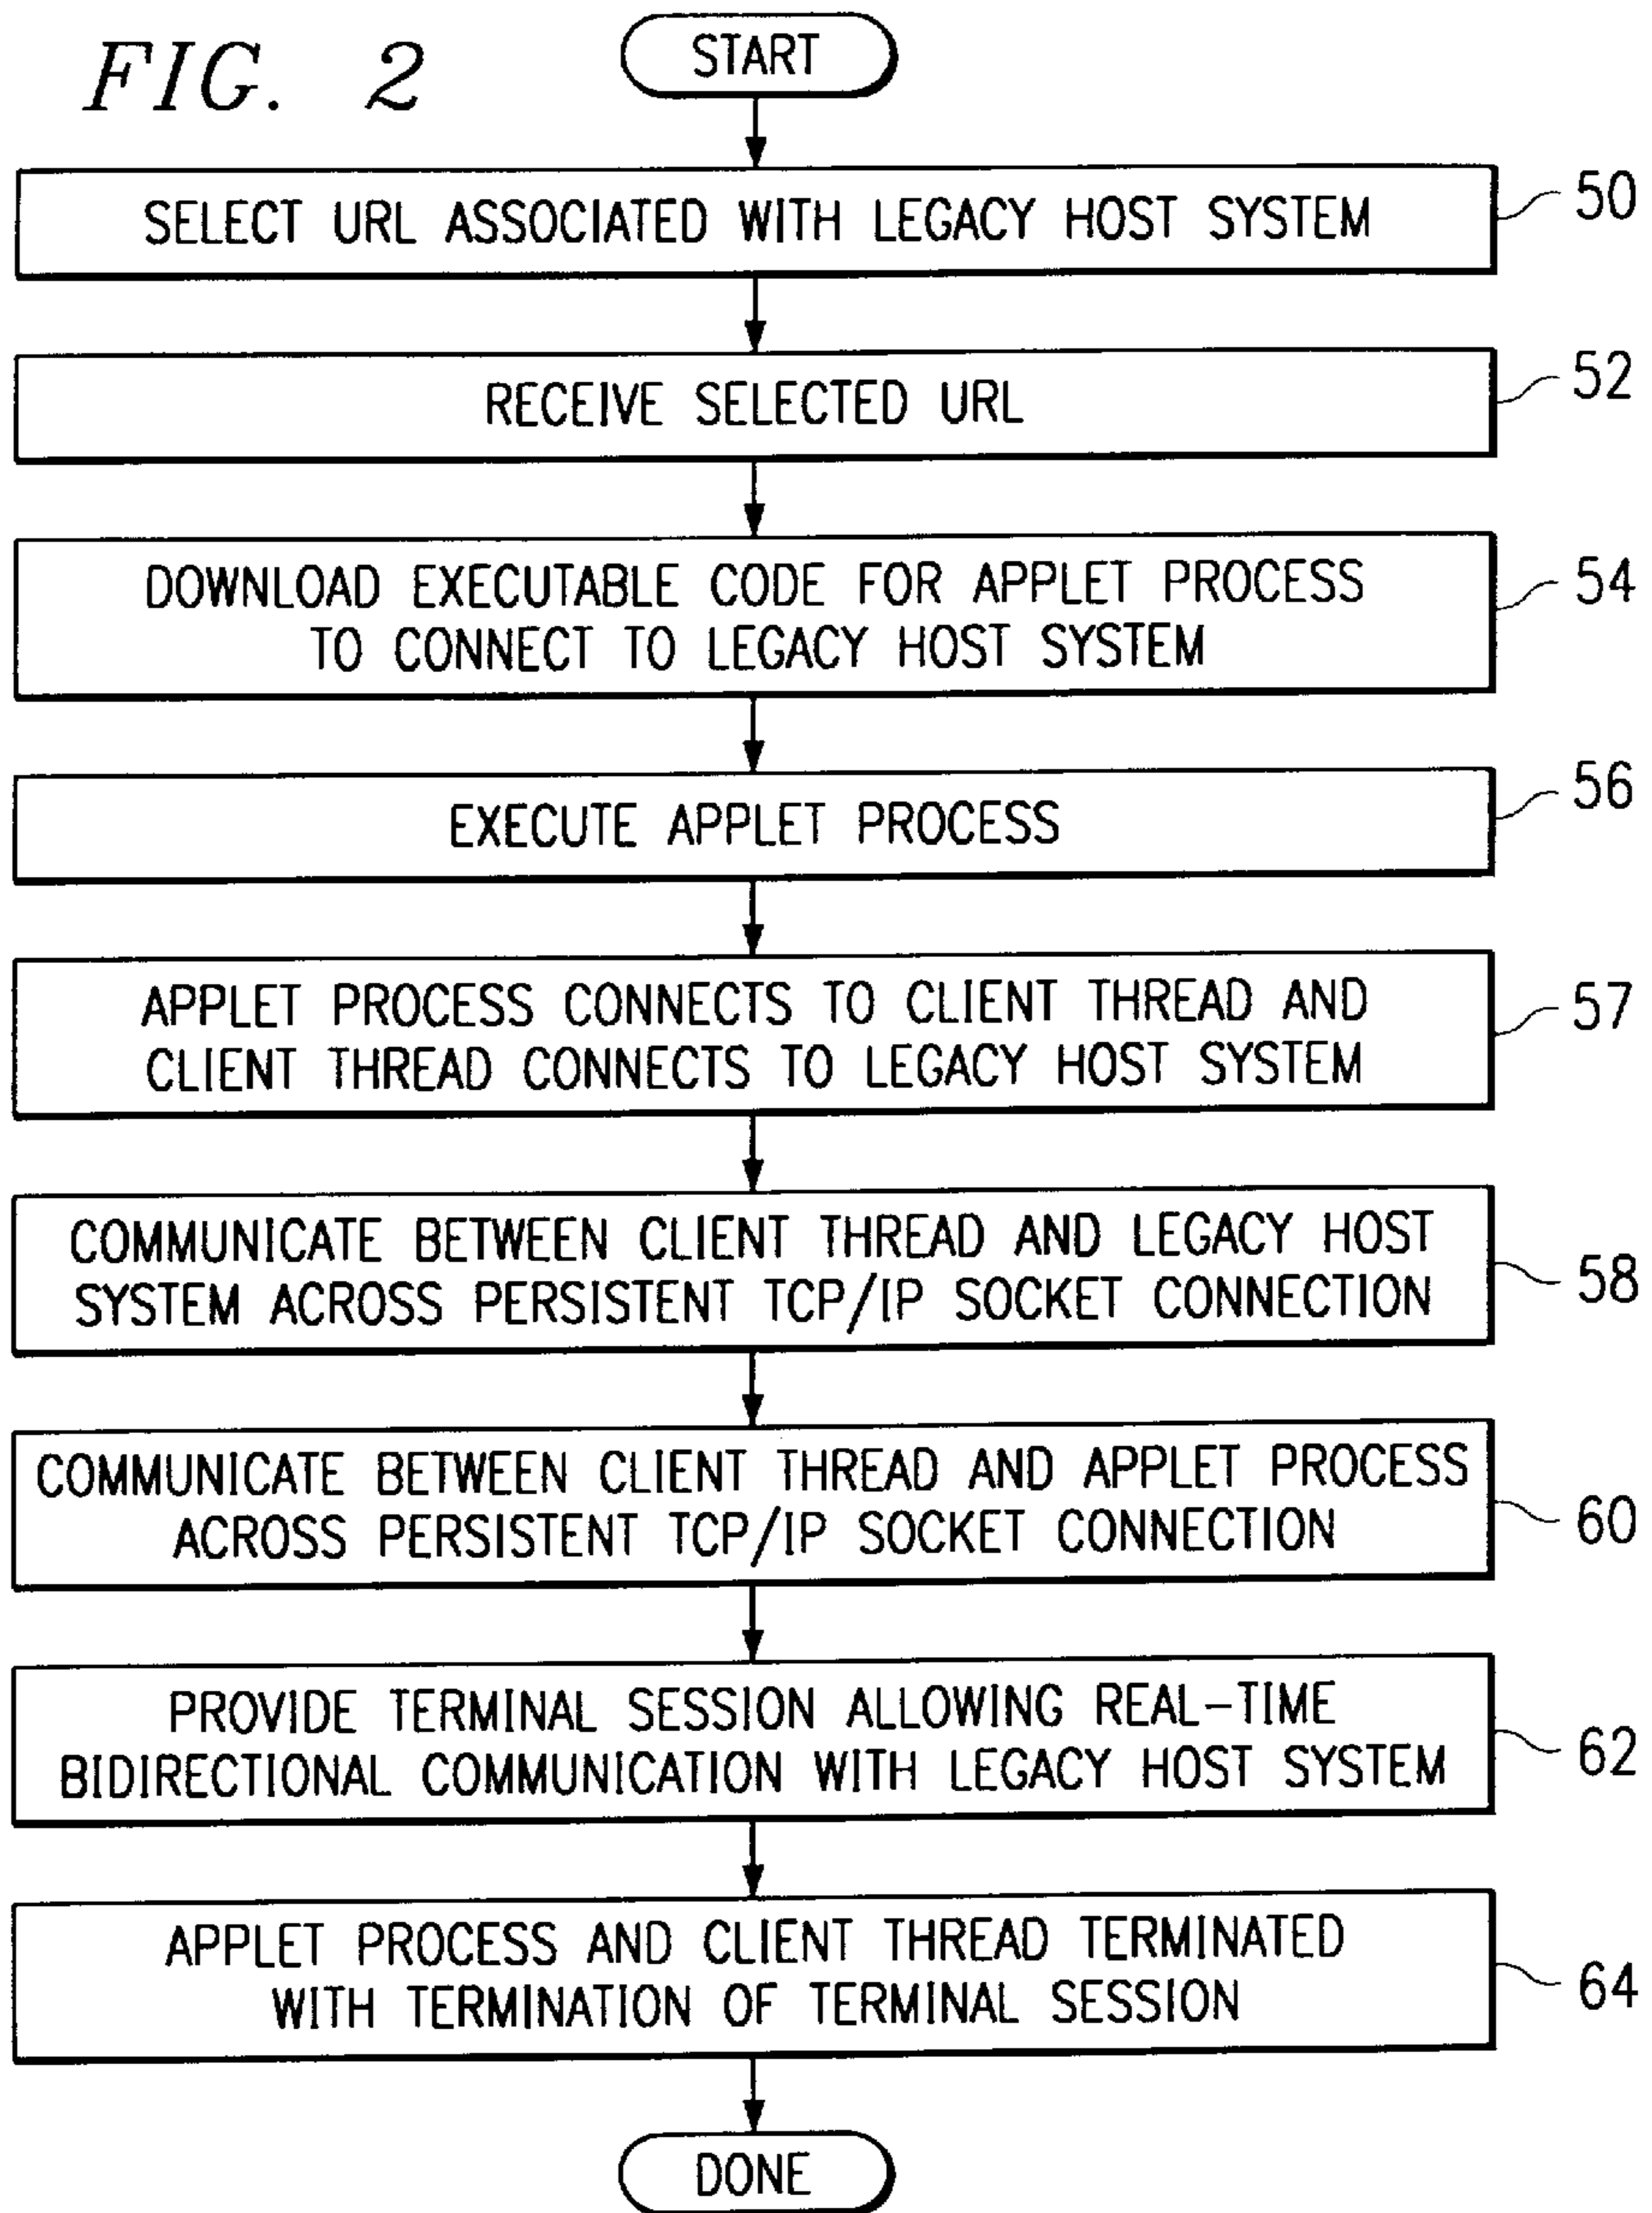 FIG. 2
START
SELECT URL ASSOCIATED WITH LEGACY HOST SYSTEM
50
RECEIVE SELECTED URL
52
DOWNLOAD EXECUTABLE CODE FOR APPLET PROCESS
TO CONNECT TO LEGACY HOST SYSTEM
54
EXECUTE APPLET PROCESS
56
APPLET PROCESS CONNECTS TO CLIENT THREAD AND
CLIENT THREAD CONNECTS TO LEGACY HOST SYSTEM
57
COMMUNICATE BETWEEN CLIENT THREAD AND LEGACY HOST
SYSTEM ACROSS PERSISTENT TCP/IP SOCKET CONNECTION
58
COMMUNICATE BETWEEN CLIENT THREAD AND APPLET PROCESS
ACROSS PERSISTENT TCP/IP SOCKET CONNECTION
60
PROVIDE TERMINAL SESSION ALLOWING REAL-TIME
BIDIRECTIONAL COMMUNICATION WITH LEGACY HOST SYSTEM
62
APPLET PROCESS AND CLIENT THREAD TERMINATED
WITH TERMINATION OF TERMINAL SESSION
64
DONE